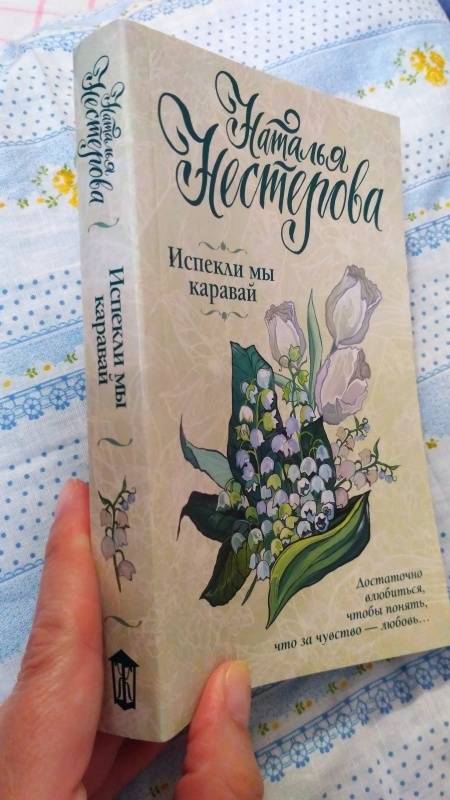 Наталья
Нестерова
Испекли мы
каравай
Наталья
Нестерова
Испекли мы
каравай
Достаточно
влюбиться,
чтобы понять,
что за чувство — любовь...
Ж